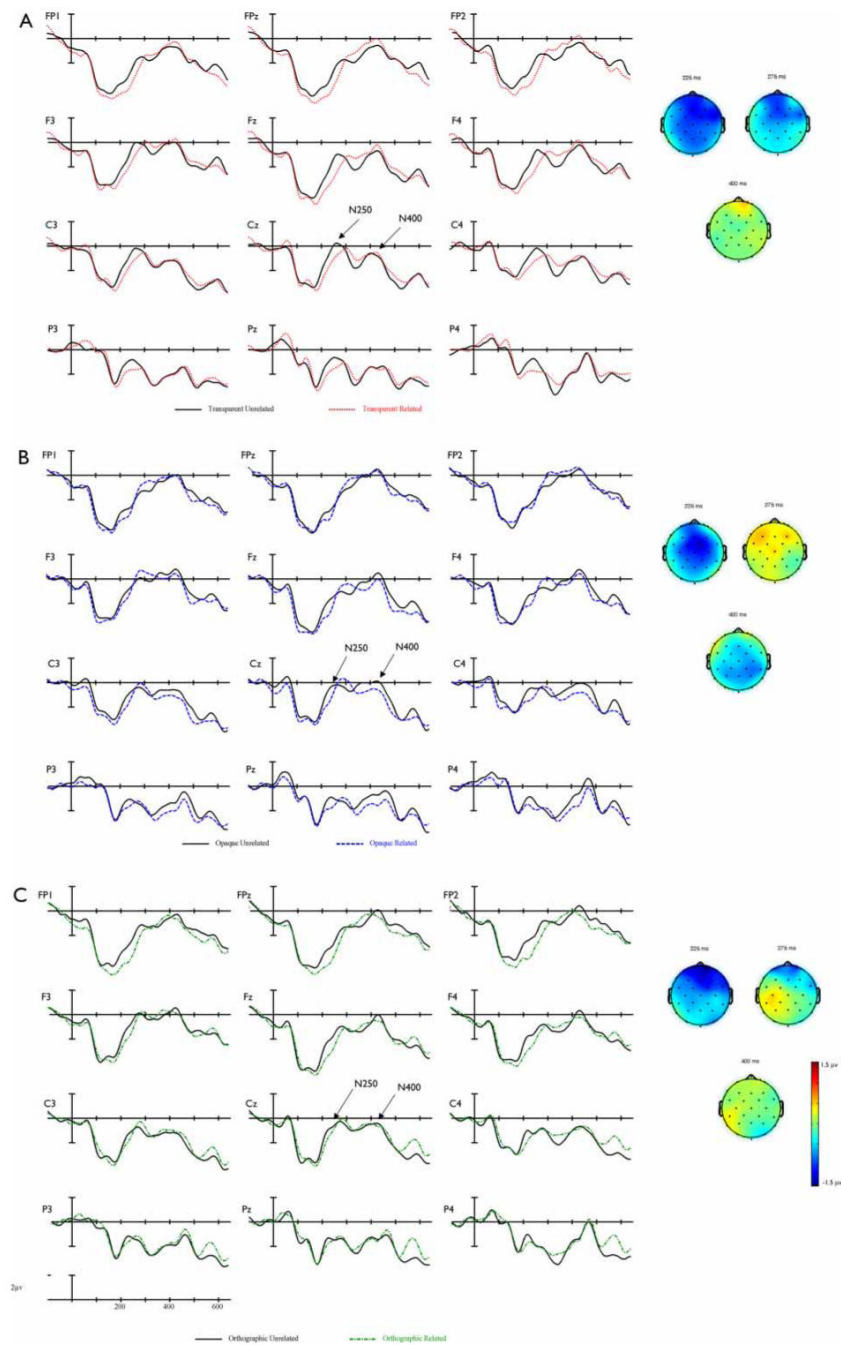 A
FP1 FPz FP2
225 ms 275 ms
F3 Fz F4
400 ms
N250 N400
C3 Cz C4
P3 Pz P4
Transparent Unrelated Transparent Related
B
FP1 FPz FP2
225 ms 275 ms
F3 Fz F4
400 ms
N250 N400
C3 Cz C4
P3 Pz P4
Opaque Unrelated Opaque Related
C
FP1 FPz FP2
225 ms 275 ms
F3 Fz F4
400 ms
1.5 μv
N250 N400
C3 Cz C4
-1.5 μv
P3 Pz P4
2μv
200 400 600
Orthographic Unrelated Orthographic Related